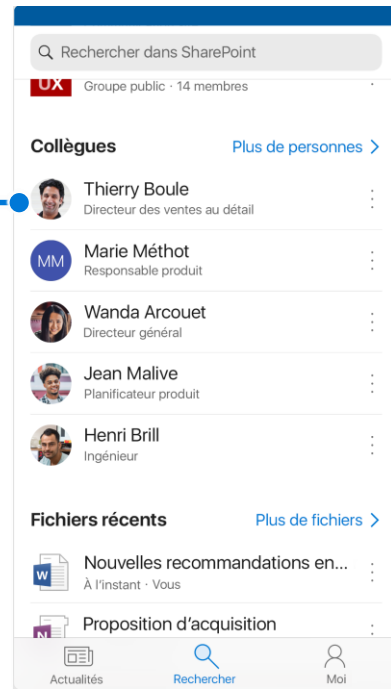 Rechercher dans SharePoint
UX
Groupe public · 14 membres
Collègues
Plus de personnes >
Thierry Boule
Directeur des ventes au détail
MM
Marie Méthot
Responsable produit
Wanda Arcouet
Directeur général
Jean Malive
Planificateur produit
Henri Brill
Ingénieur
Fichiers récents
Plus de fichiers >
W
Nouvelles recommandations en...
À l'instant · Vous
N
Proposition d'acquisition
Actualités
Rechercher
Moi